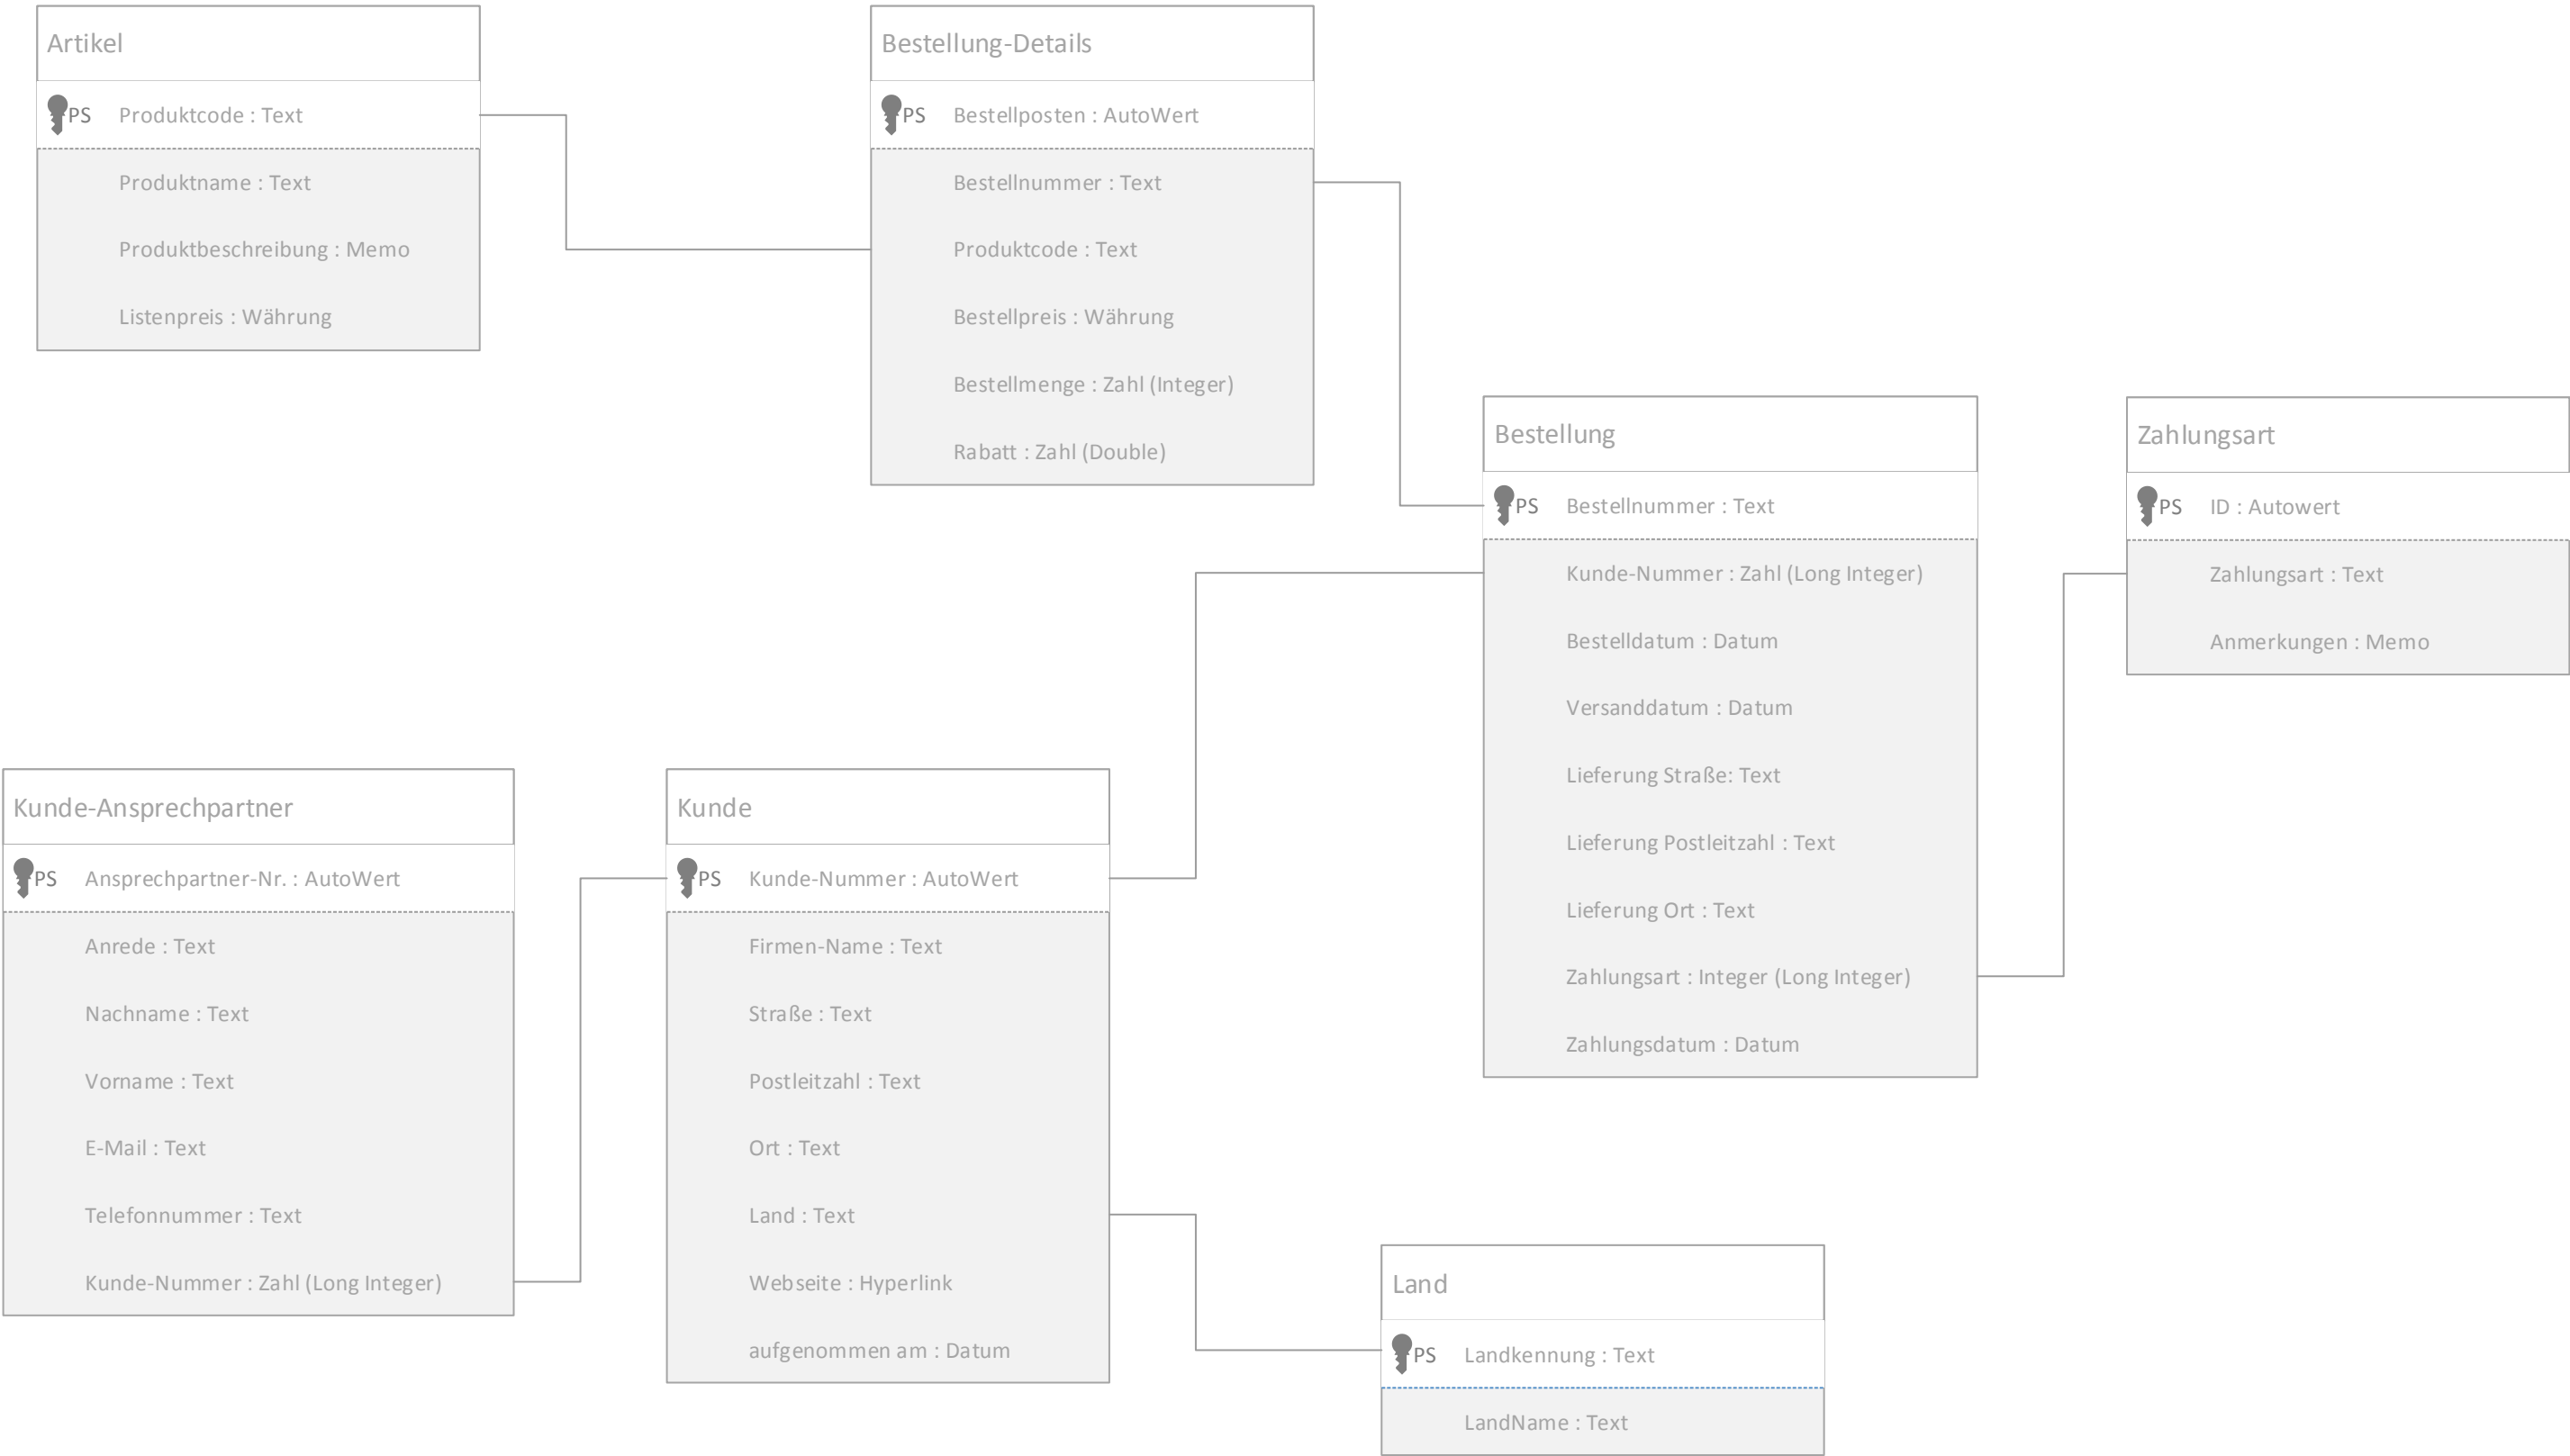 Artikel
PS Produktcode : Text
Produktname : Text
Produktbeschreibung : Memo
Listenpreis : Währung
Bestellung-Details
PS Bestellposten : AutoWert
Bestellnummer : Text
Produktcode : Text
Bestellpreis : Währung
Bestellmenge : Zahl (Integer)
Rabatt : Zahl (Double)
Bestellung
PS Bestellnummer : Text
Kunde-Nummer : Zahl (Long Integer)
Bestelldatum : Datum
Versanddatum : Datum
Lieferung Straße: Text
Lieferung Postleitzahl : Text
Lieferung Ort : Text
Zahlungsart : Integer (Long Integer)
Zahlungsdatum : Datum
Zahlungsart
PS ID : Autowert
Zahlungsart : Text
Anmerkungen : Memo
Kunde-Ansprechpartner
PS Ansprechpartner-Nr. : AutoWert
Anrede : Text
Nachname : Text
Vorname : Text
E-Mail : Text
Telefonnummer : Text
Kunde-Nummer : Zahl (Long Integer)
Kunde
PS Kunde-Nummer : AutoWert
Firmen-Name : Text
Straße : Text
Postleitzahl : Text
Ort : Text
Land : Text
Webseite : Hyperlink
aufgenommen am : Datum
Land
PS Landkennung : Text
LandName : Text